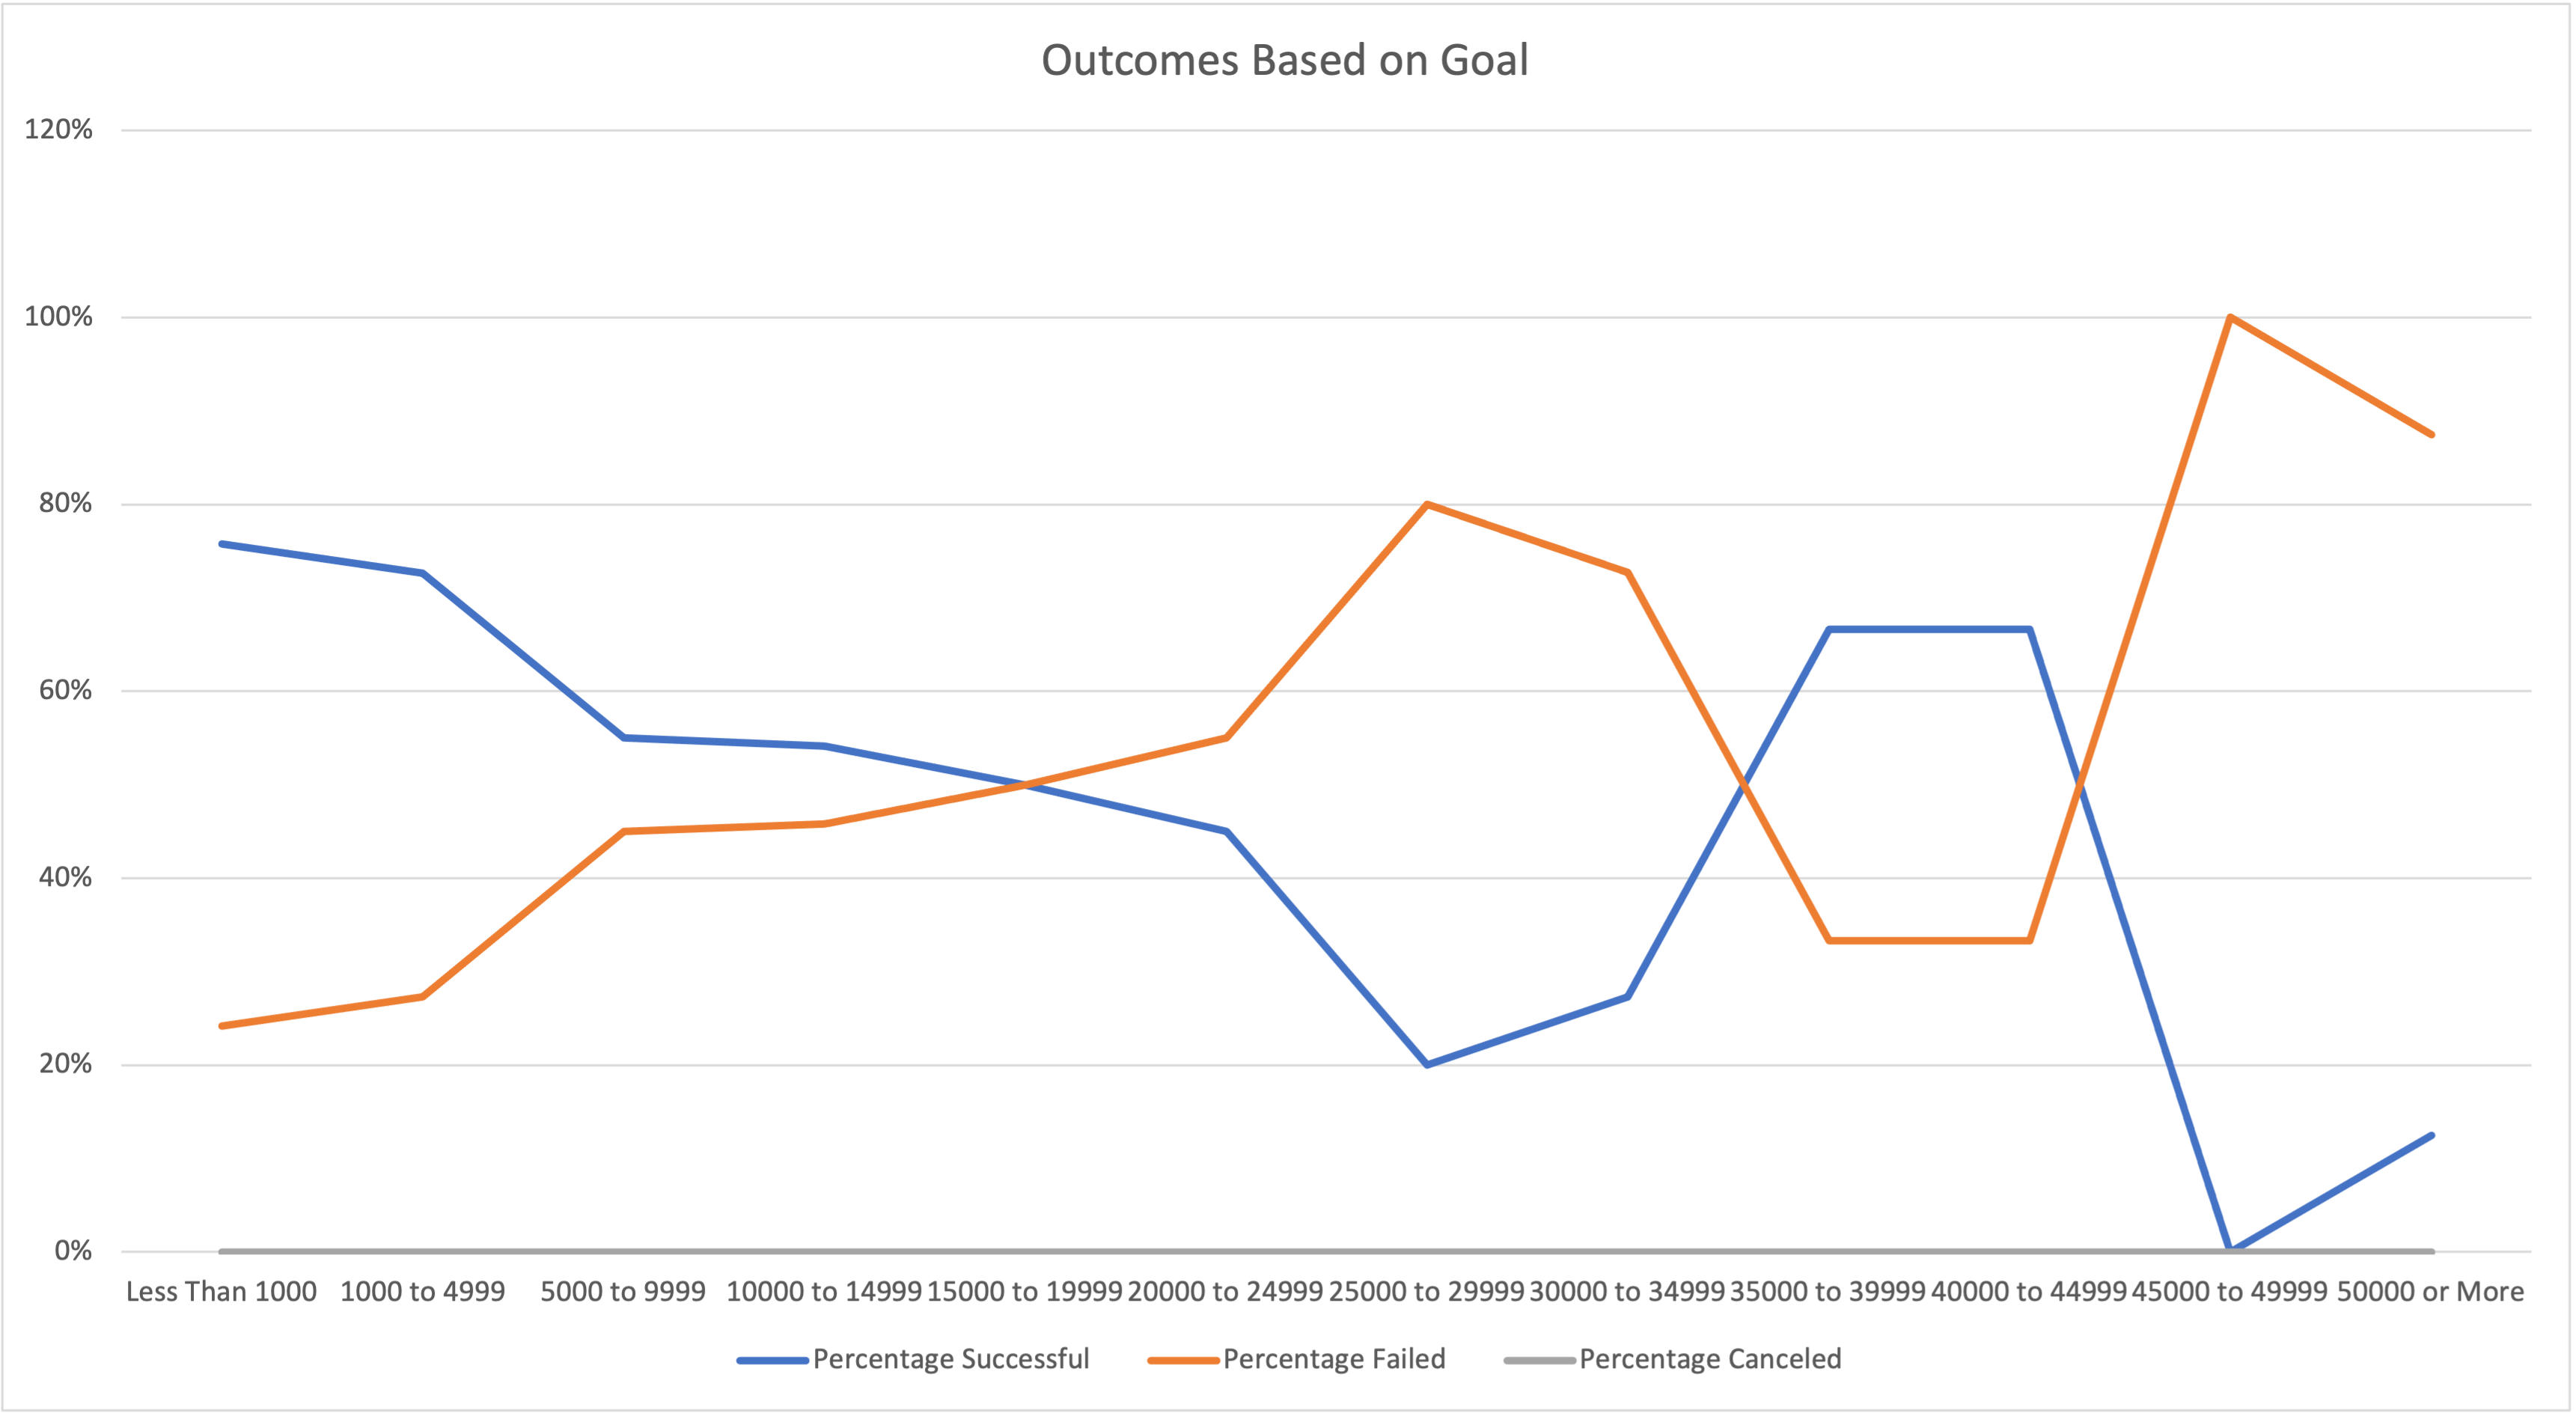 Outcomes Based on Goal
120%
100%
80%
60%
40%
20%
0%
Less Than 1000 1000 to 4999 5000 to 9999 10000 to 14999 15000 to 19999 20000 to 24999 25000 to 29999 30000 to 34999 35000 to 39999 40000 to 44999 45000 to 49999 50000 or More
Percentage Successful Percentage Failed Percentage Canceled